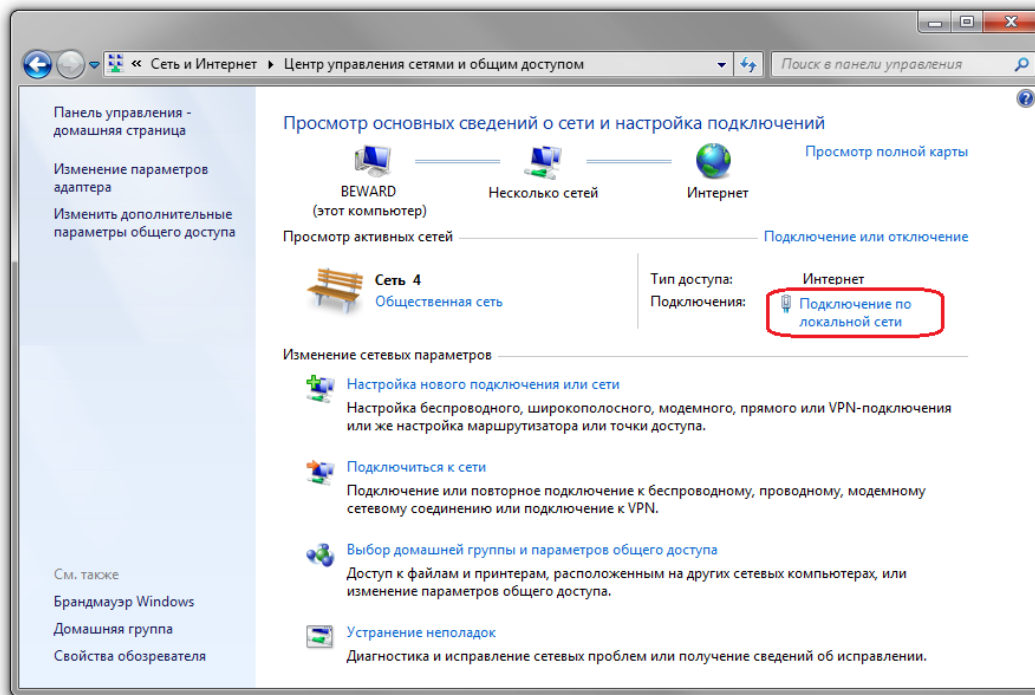 « Сеть и Интернет ▸ Центр управления сетями и общим доступом
Поиск в панели управления
Панель управления -
домашняя страница
Изменение параметров
адаптера
Изменить дополнительные
параметры общего доступа
См. также
Брандмауэр Windows
Домашняя группа
Свойства обозревателя
Просмотр основных сведений о сети и настройка подключений
BEWARD
(этот компьютер)
Несколько сетей
Интернет
Просмотр полной карты
Просмотр активных сетей
Подключение или отключение
Сеть 4
Общественная сеть
Тип доступа: Интернет
Подключения: Подключение по
локальной сети
Изменение сетевых параметров
Настройка нового подключения или сети
Настройка беспроводного, широкополосного, модемного, прямого или VPN-подключения
или же настройка маршрутизатора или точки доступа.
Подключиться к сети
Подключение или повторное подключение к беспроводному, проводному, модемному
сетевому соединению или подключение к VPN.
Выбор домашней группы и параметров общего доступа
Доступ к файлам и принтерам, расположенным на других сетевых компьютерах, или
изменение параметров общего доступа.
Устранение неполадок
Диагностика и исправление сетевых проблем или получение сведений об исправлении.